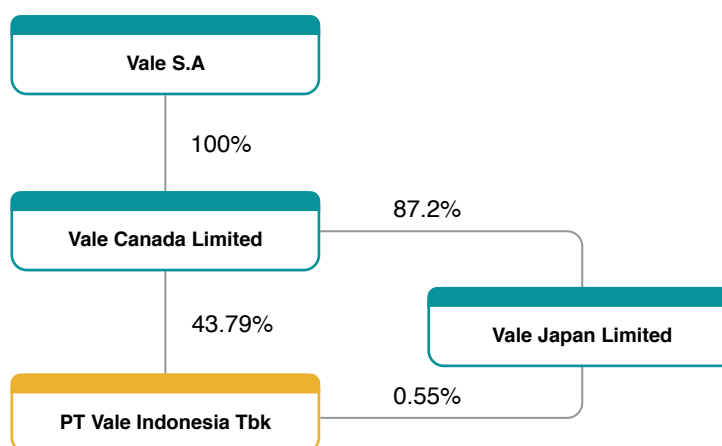 Vale S.A
100%
Vale Canada Limited
87.2%
43.79%
Vale Japan Limited
0.55%
PT Vale Indonesia Tbk